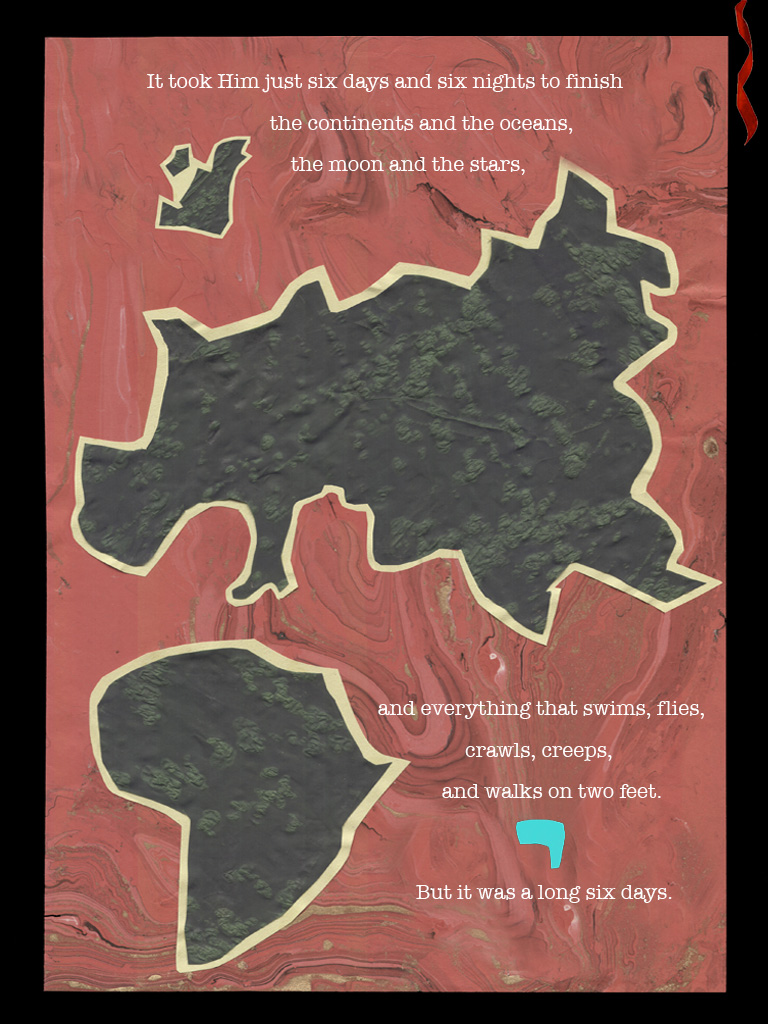 It took Him just six days and six nights to finish
the continents and the oceans,
the moon and the stars,
and everything that swims, flies,
crawls, creeps,
and walks on two feet.
But it was a long six days.